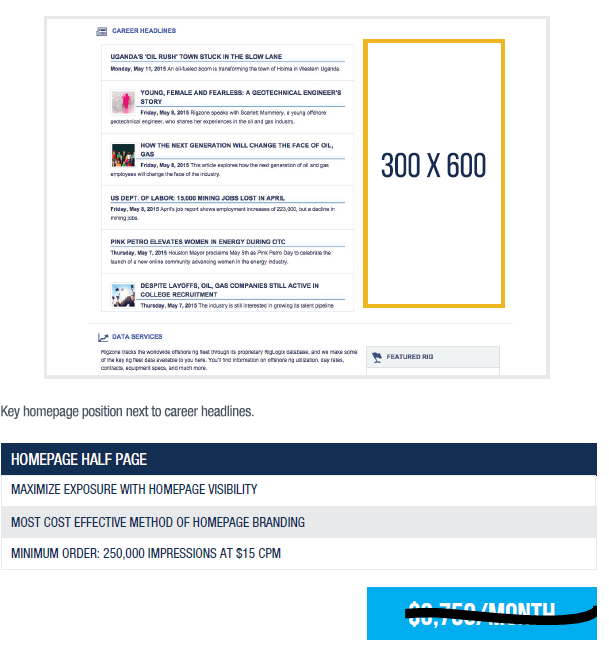 CAREER HEADLINES
UGANDA'S 'OIL RUSH' TOWN STUCK IN THE SLOW LANE
Monday, May 11, 2015 An oil-fueled boom is transforming the town of Hoima in Western Uganda.
YOUNG, FEMALE AND FEARLESS: A GEOTECHNICAL ENGINEER'S
STORY
Friday, May 8, 2015 Rigzone speaks with Scarlett Mummery, a young offshore
geotechnical engineer, who shares her experiences in the oil and gas industry.
HOW THE NEXT GENERATION WILL CHANGE THE FACE OF OIL,
GAS
Friday, May 8, 2015 This article explores how the next generation of oil and gas
employees will change the face of the industry.
US DEPT. OF LABOR: 15,000 MINING JOBS LOST IN APRIL
Friday, May 8, 2015 April's job report shows employment increases of 223,000, but a decline in
mining jobs.
PINK PETRO ELEVATES WOMEN IN ENERGY DURING OTC
Thursday, May 7, 2015 Houston Mayor proclaims May 5th as Pink Petro Day to celebrate the
launch of a new online community advancing women in the energy industry.
DESPITE LAYOFFS, OIL, GAS COMPANIES STILL ACTIVE IN
COLLEGE RECRUITMENT
Thursday, May 7, 2015 The industry is still interested in growing its talent pipeline
300 X 600
DATA SERVICES
Rigzone tracks the worldwide offshore rig fleet through its proprietary RigLogix database, and we make some
of the key rig fleet data available to you here. You'll find information on offshore rig utilization, day rates,
contracts, equipment specs, and much more.
FEATURED RIG
Key homepage position next to career headlines.
HOMEPAGE HALF PAGE
MAXIMIZE EXPOSURE WITH HOMEPAGE VISIBILITY
MOST COST EFFECTIVE METHOD OF HOMEPAGE BRANDING
MINIMUM ORDER: 250,000 IMPRESSIONS AT $15 CPM